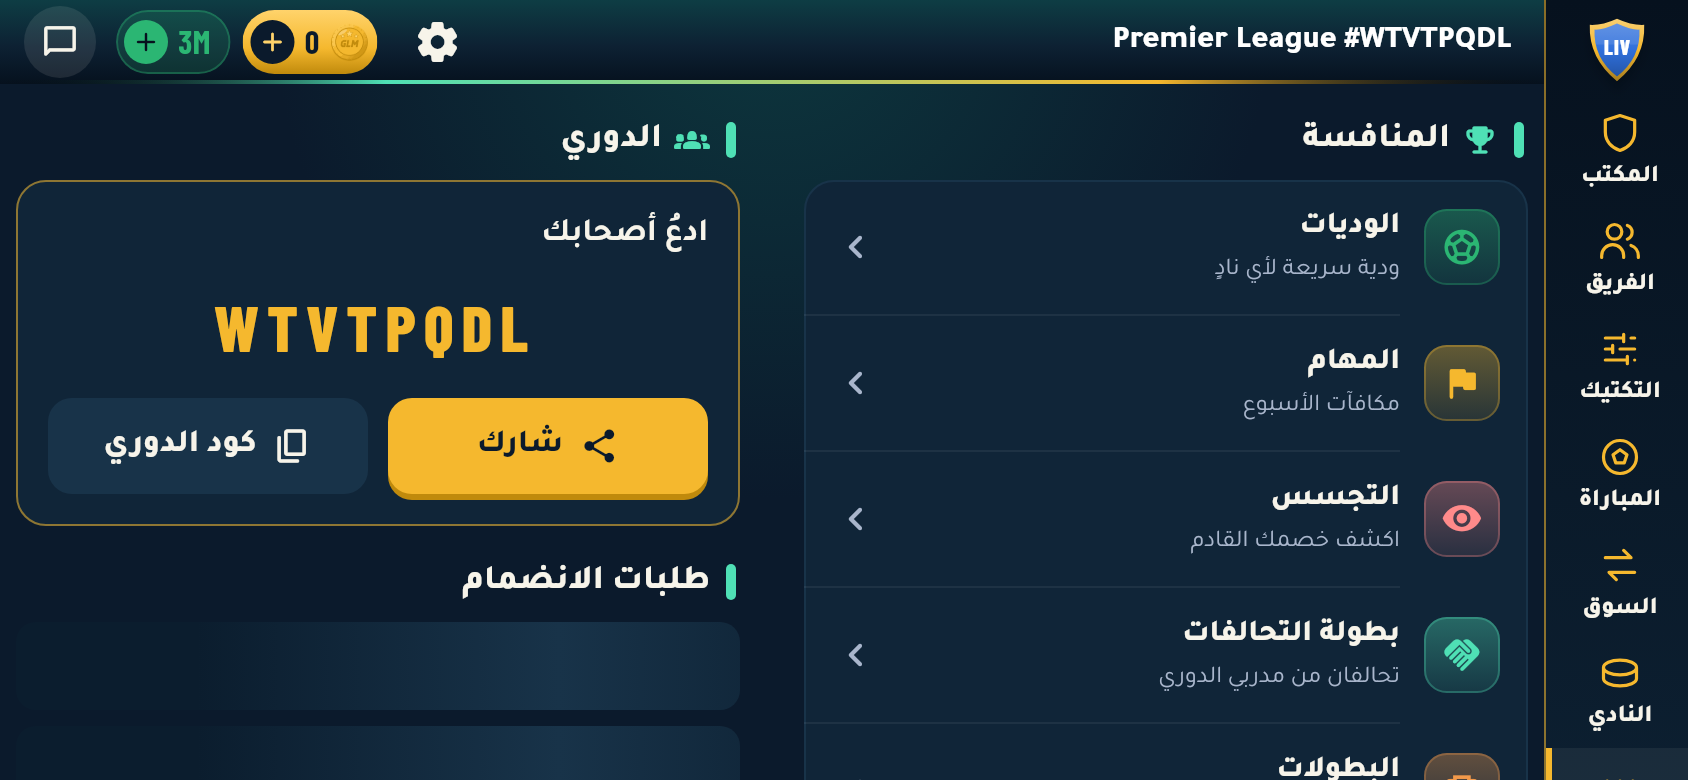 Premier League #WTVTPQDL
0
GLM
3M
LIV
المكتب
الفريق
التكتيك
المباراة
السوق
النادي
المنافسة
الوديات
ودية سريعة لأي نادٍ
المهام
مكافآت الأسبوع
التجسس
اكشف خصمك القادم
بطولة التحالفات
تحالفان من مدربي الدوري
البطولات
الدوري
ادعُ أصحابك
WTVTPQDL
شارك
كود الدوري
طلبات الانضمام